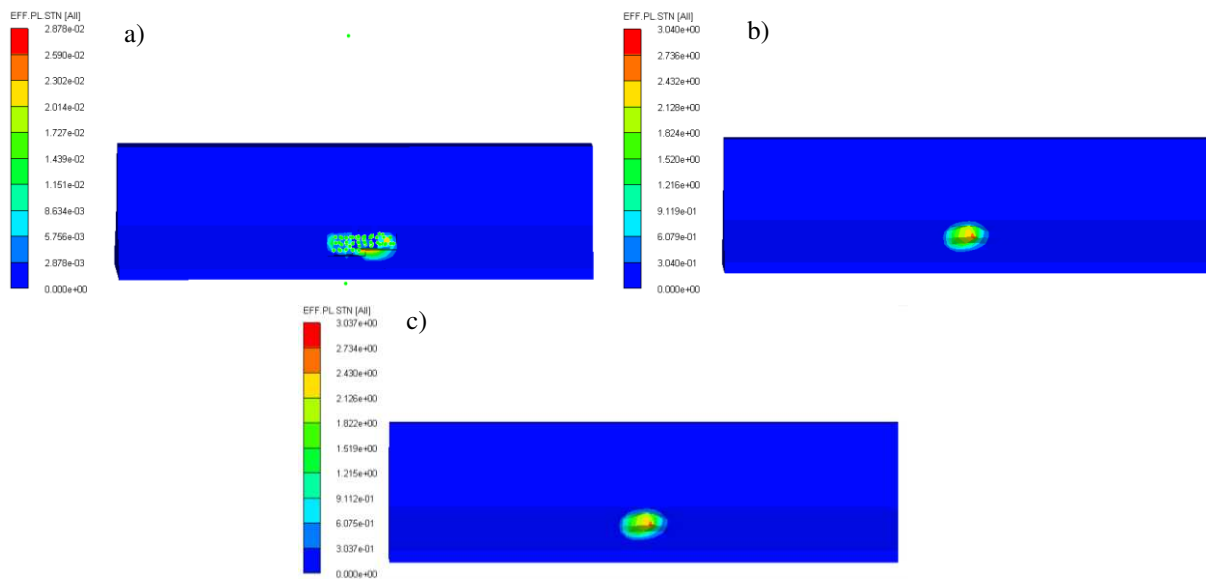 EFF.PL.STN [All]
2.878e-02
2.590e-02
2.302e-02
2.014e-02
1.727e-02
1.439e-02
1.151e-02
8.634e-03
5.756e-03
2.878e-03
0.000e+00
a)
EFF.PL.STN [All]
3.040e+00
2.736e+00
2.432e+00
2.128e+00
1.824e+00
1.520e+00
1.216e+00
9.119e-01
6.079e-01
3.040e-01
0.000e+00
b)
EFF.PL.STN [All]
3.037e+00
2.734e+00
2.430e+00
2.126e+00
1.822e+00
1.519e+00
1.215e+00
9.112e-01
6.075e-01
3.037e-01
0.000e+00
c)